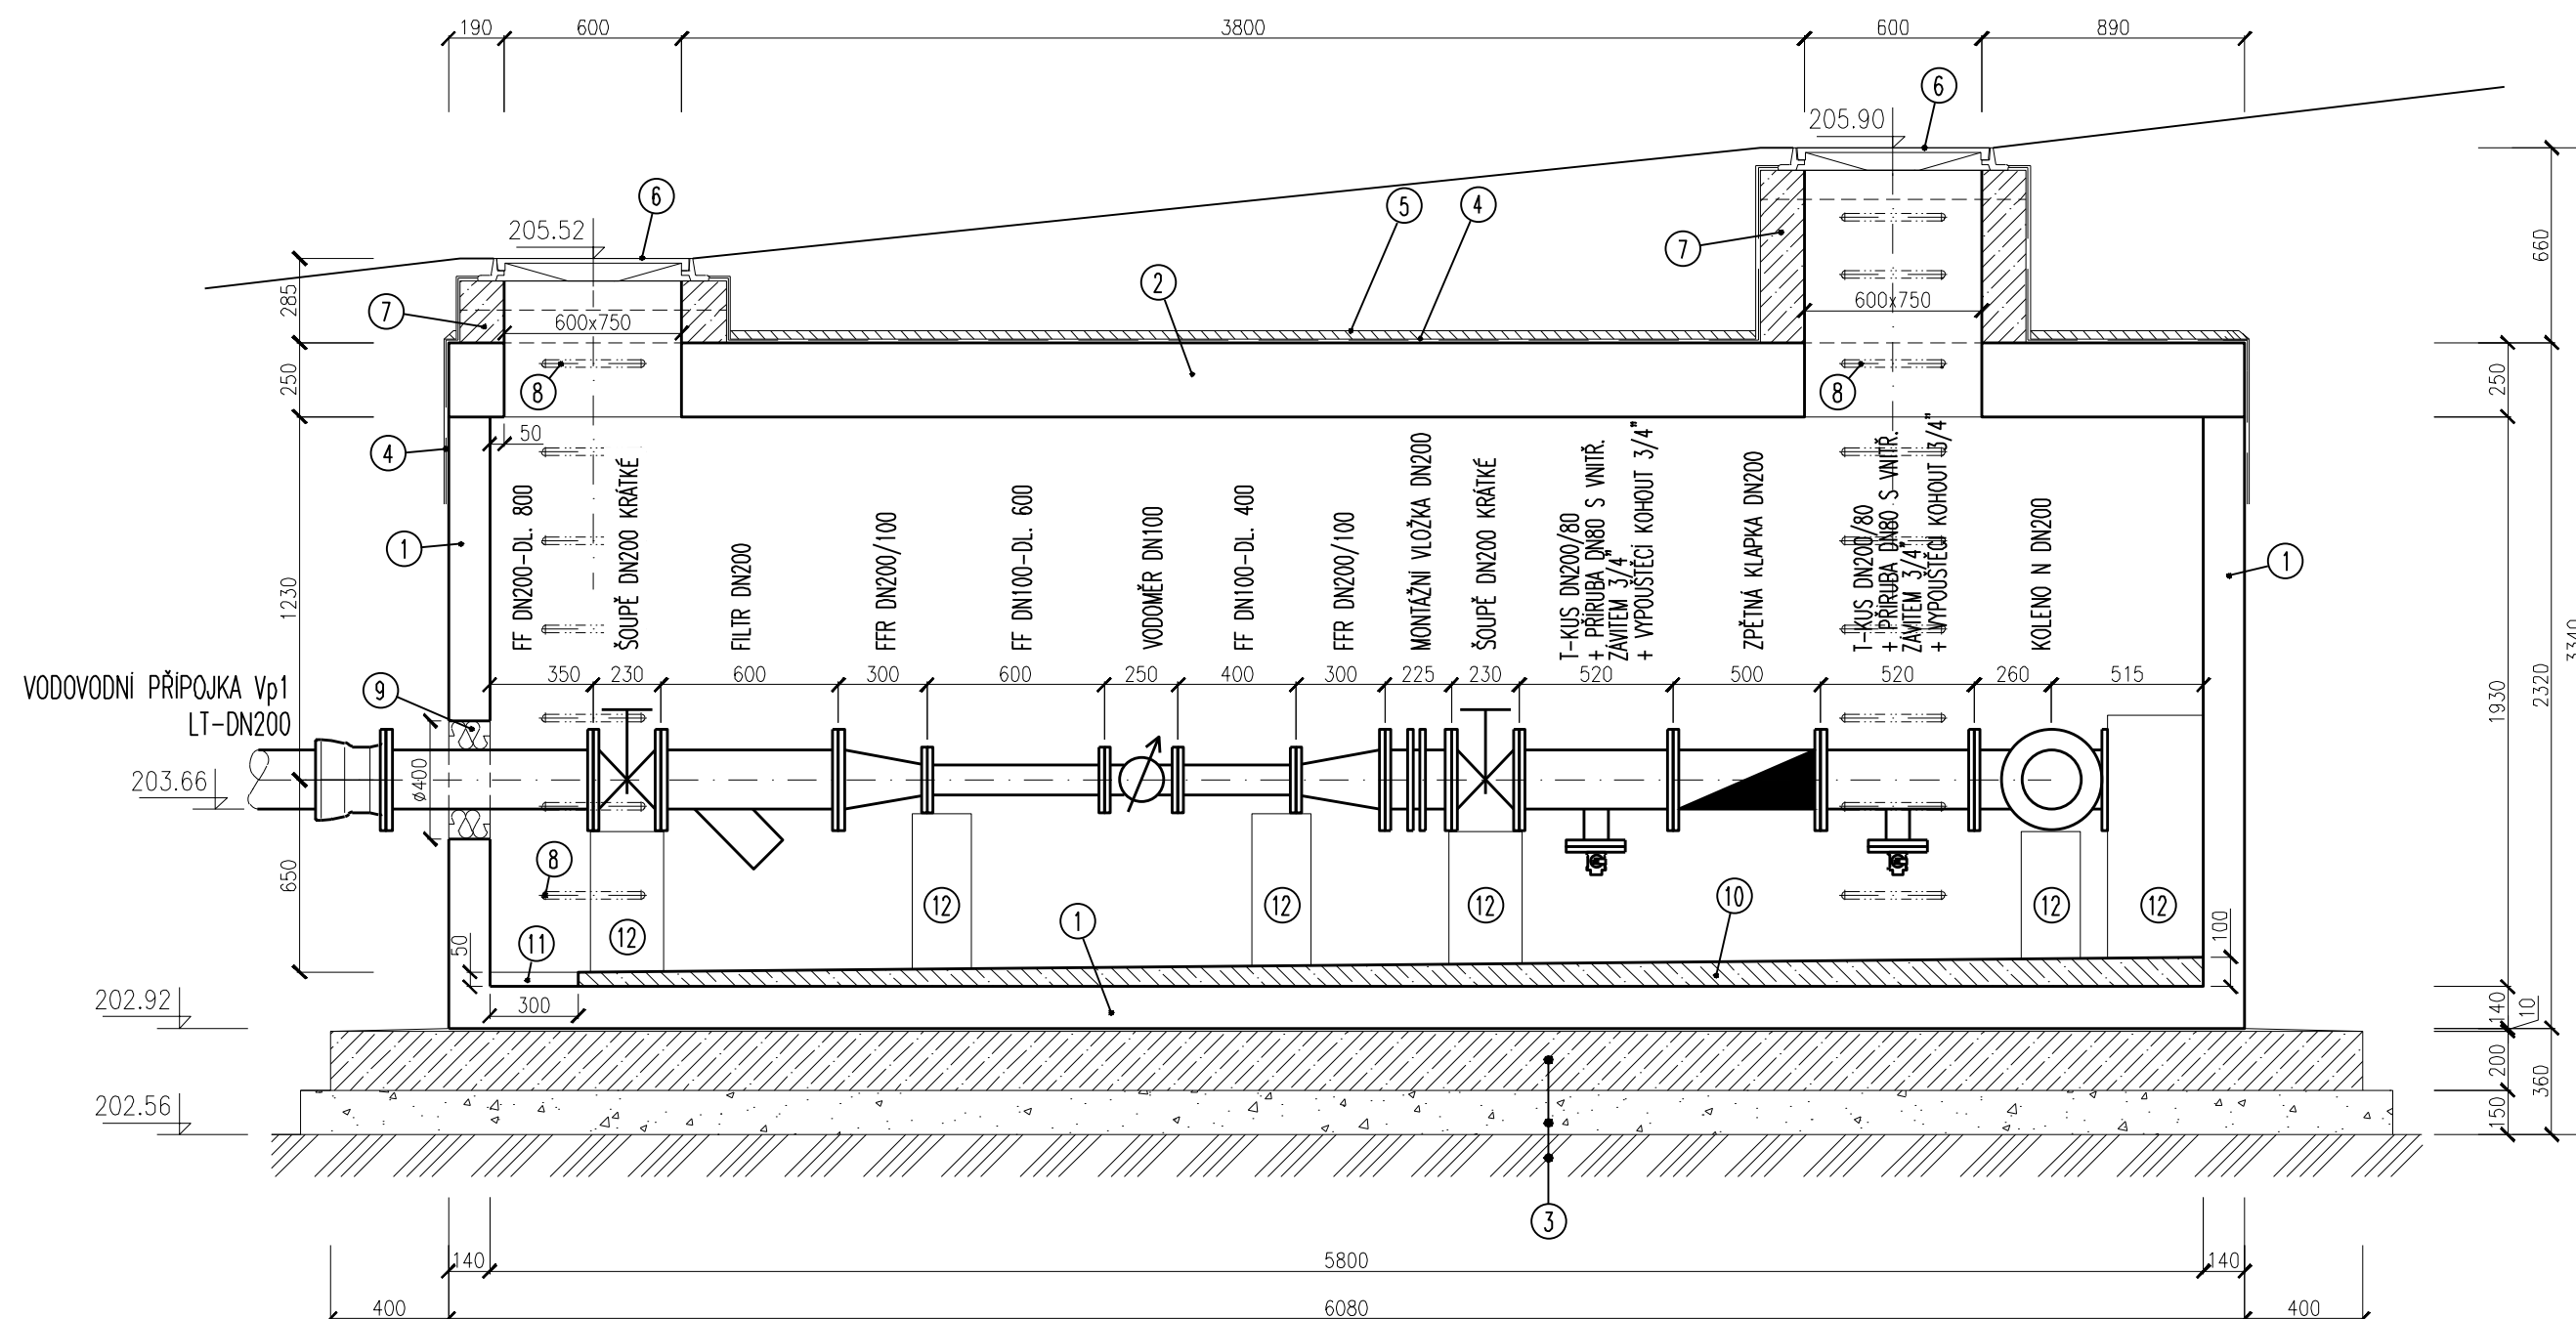 190 600 3800 600 890
6
205.90
6
5 4
205.52
7
660
2
7
285
600x750
600x750
250
8
8
250
50
4
1
1
1230
FF DN200-DL. 800
ŠOUPĚ DN200 KRÁTKÉ
FILTR DN200
FFR DN200/100
FF DN100-DL. 600
VODOMĚR DN100
FF DN100-DL. 400
FFR DN200/100
MONTÁŽNÍ VLOŽKA DN200
ŠOUPĚ DN200 KRÁTKÉ
T-KUS DN200/80
+ PŘÍRUBA DN80 S VNITŘ.
ZÁVITEM 3/4"
+ VYPOUŠTĚCÍ KOHOUT 3/4"
ZPĚTNÁ KLAPKA DN200
T-KUS DN200/80
+ PŘÍRUBA DN80 S VNITŘ.
ZÁVITEM 3/4"
+ VYPOUŠTĚCÍ KOHOUT 3/4"
KOLENO N DN200
3340
2320
1930
350 230 600 300 600 250 400 300 225 230 520 500 520 260 515
VODOVODNÍ PŘÍPOJKA Vp1
LT-DN200
9
203.66
ø400
650
8
12 12 12 12 12 12
10
11
50
100
1
300
202.92
140
10
200
360
202.56
150
3
140 5800 140
400 6080 400